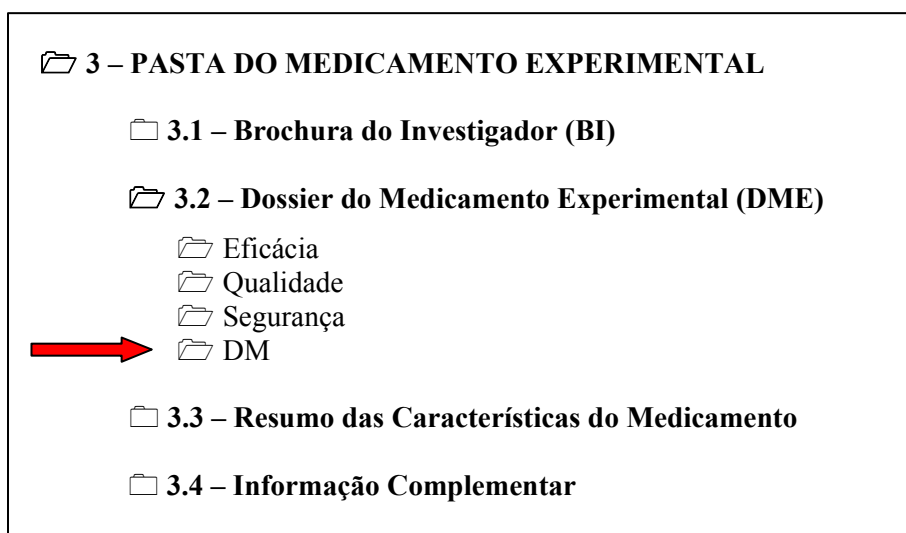 3 – PASTA DO MEDICAMENTO EXPERIMENTAL
3.1 – Brochura do Investigador (BI)
3.2 – Dossier do Medicamento Experimental (DME)
Eficácia
Qualidade
Segurança
DM
3.3 – Resumo das Características do Medicamento
3.4 – Informação Complementar